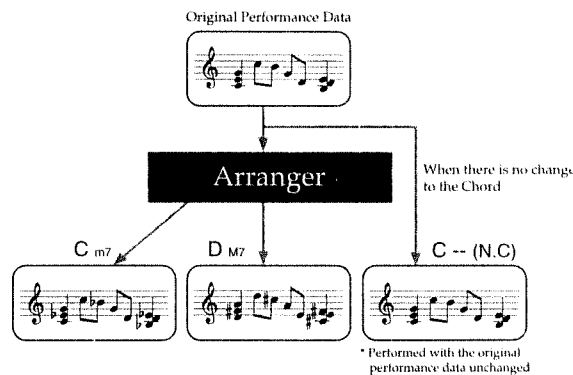 Original Performance Data
Arranger
When there is no change
to the Chord
C m7
D M7
C -- (N.C)
* Performed with the original
performance data unchanged